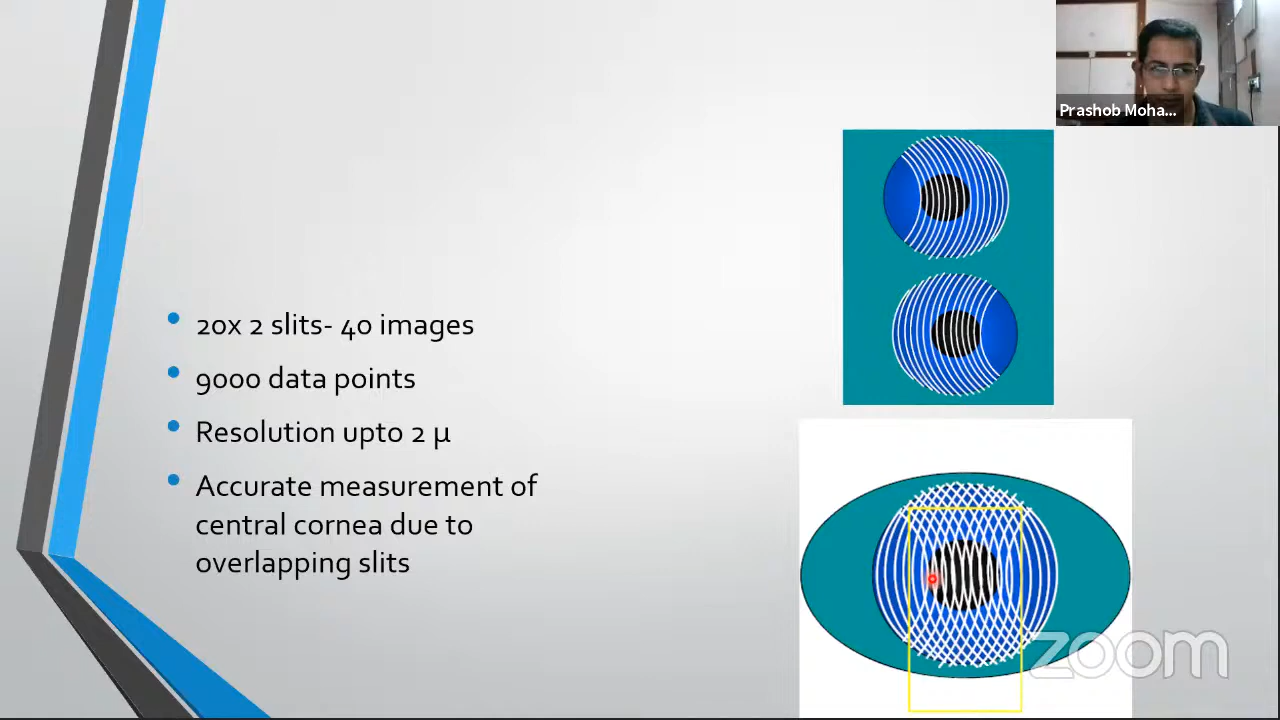 Prashob Moha...
20x 2 slits- 40 images
9000 data points
Resolution upto 2 µ
Accurate measurement of
central cornea due to
overlapping slits
zoom